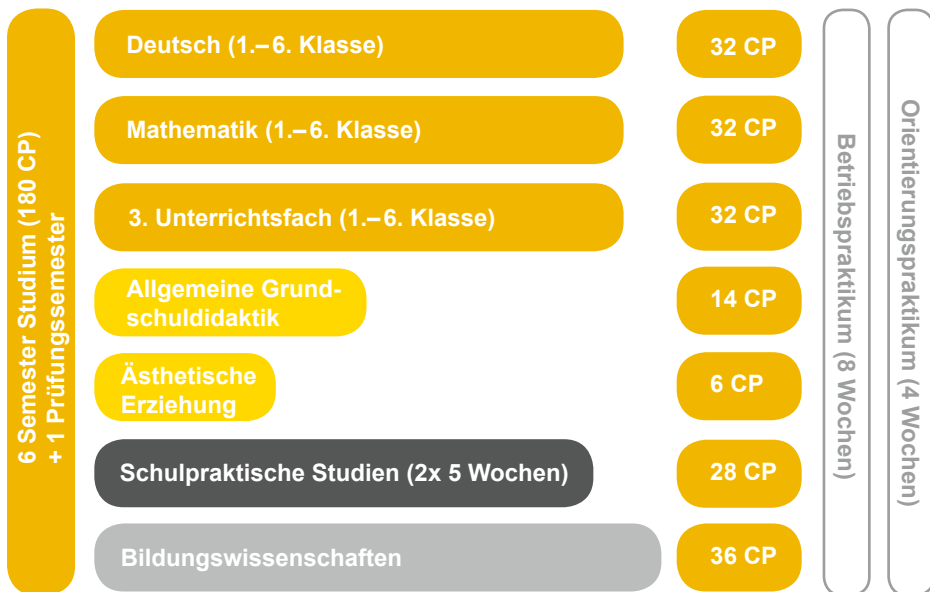 6 Semester Studium (180 CP)
+ 1 Prüfungssemester
Deutsch (1.–6. Klasse)
32 CP
Mathematik (1.–6. Klasse)
32 CP
3. Unterrichtsfach (1.–6. Klasse)
32 CP
Allgemeine Grund-
schuldidaktik
14 CP
Ästhetische
Erziehung
6 CP
Schulpraktische Studien (2x 5 Wochen)
28 CP
Bildungswissenschaften
36 CP
Betriebspraktikum (8 Wochen)
Orientierungspraktikum (4 Wochen)